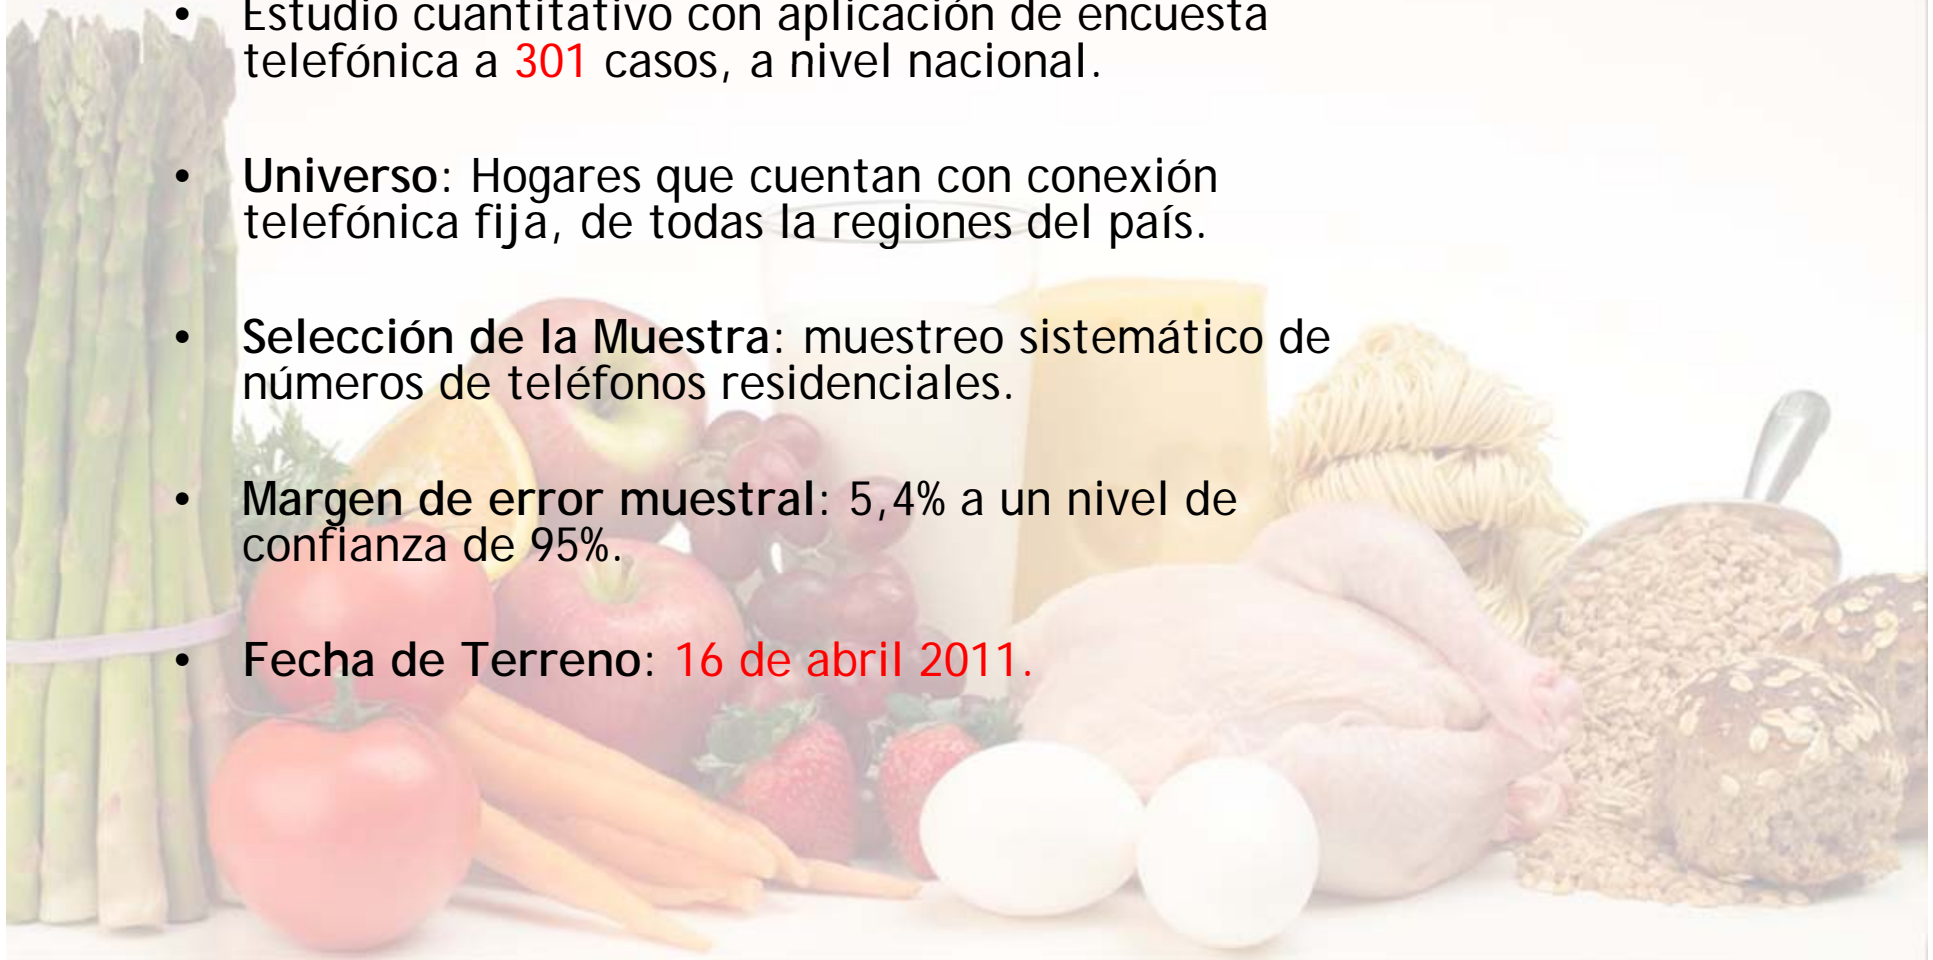 • Estudio cuantitativo con aplicación de encuesta
telefónica a 301 casos, a nivel nacional.
• Universo: Hogares que cuentan con conexión
telefónica fija, de todas la regiones del país.
• Selección de la Muestra: muestreo sistemático de
números de teléfonos residenciales.
• Margen de error muestral: 5,4% a un nivel de
confianza de 95%.
• Fecha de Terreno: 16 de abril 2011.